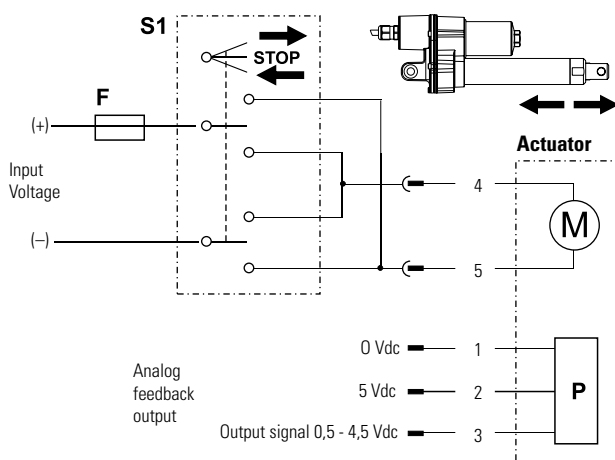 S1
STOP
F
(+)
Input
Voltage
(–)
Actuator
4
M
5
Analog
feedback
output
0 Vdc
1
5 Vdc
2
P
Output signal 0,5 - 4,5 Vdc
3